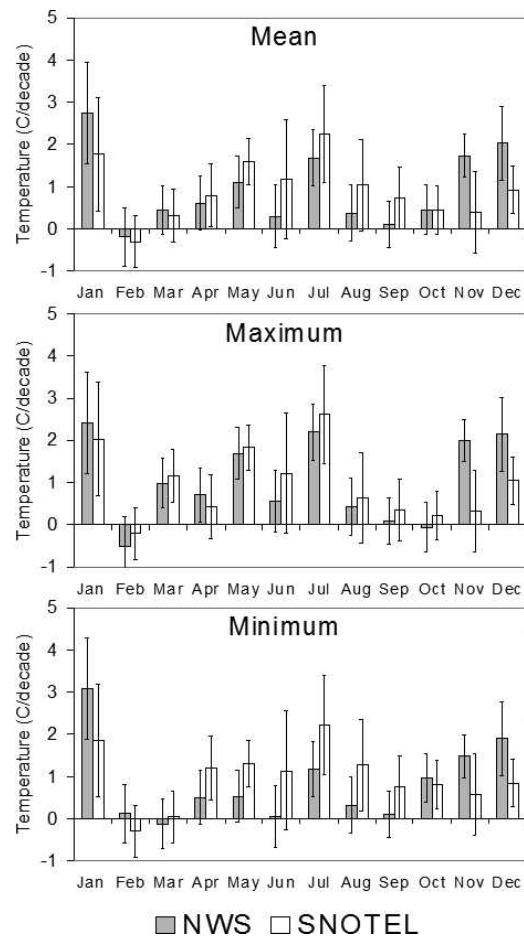 Mean
Temperature (C/decade)
5
4
3
2
1
0
-1
Jan Feb Mar Apr May Jun Jul Aug Sep Oct Nov Dec
Maximum
Temperature (C/decade)
5
4
3
2
1
0
-1
Jan Feb Mar Apr May Jun Jul Aug Sep Oct Nov Dec
Minimum
Temperature (C/decade)
5
4
3
2
1
0
-1
Jan Feb Mar Apr May Jun Jul Aug Sep Oct Nov Dec
NWS SNOTEL